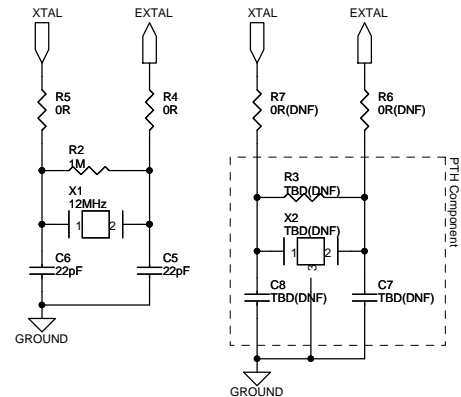 XTAL
EXTAL
R5
0R
R4
0R
R2
1M
X1
12MHz
1
2
C6
22pF
C5
22pF
GROUND
XTAL
EXTAL
R7
0R(DNF)
R6
0R(DNF)
PTH Component
R3
TBD(DNF)
X2
TBD(DNF)
1
2
3
C8
TBD(DNF)
C7
TBD(DNF)
GROUND